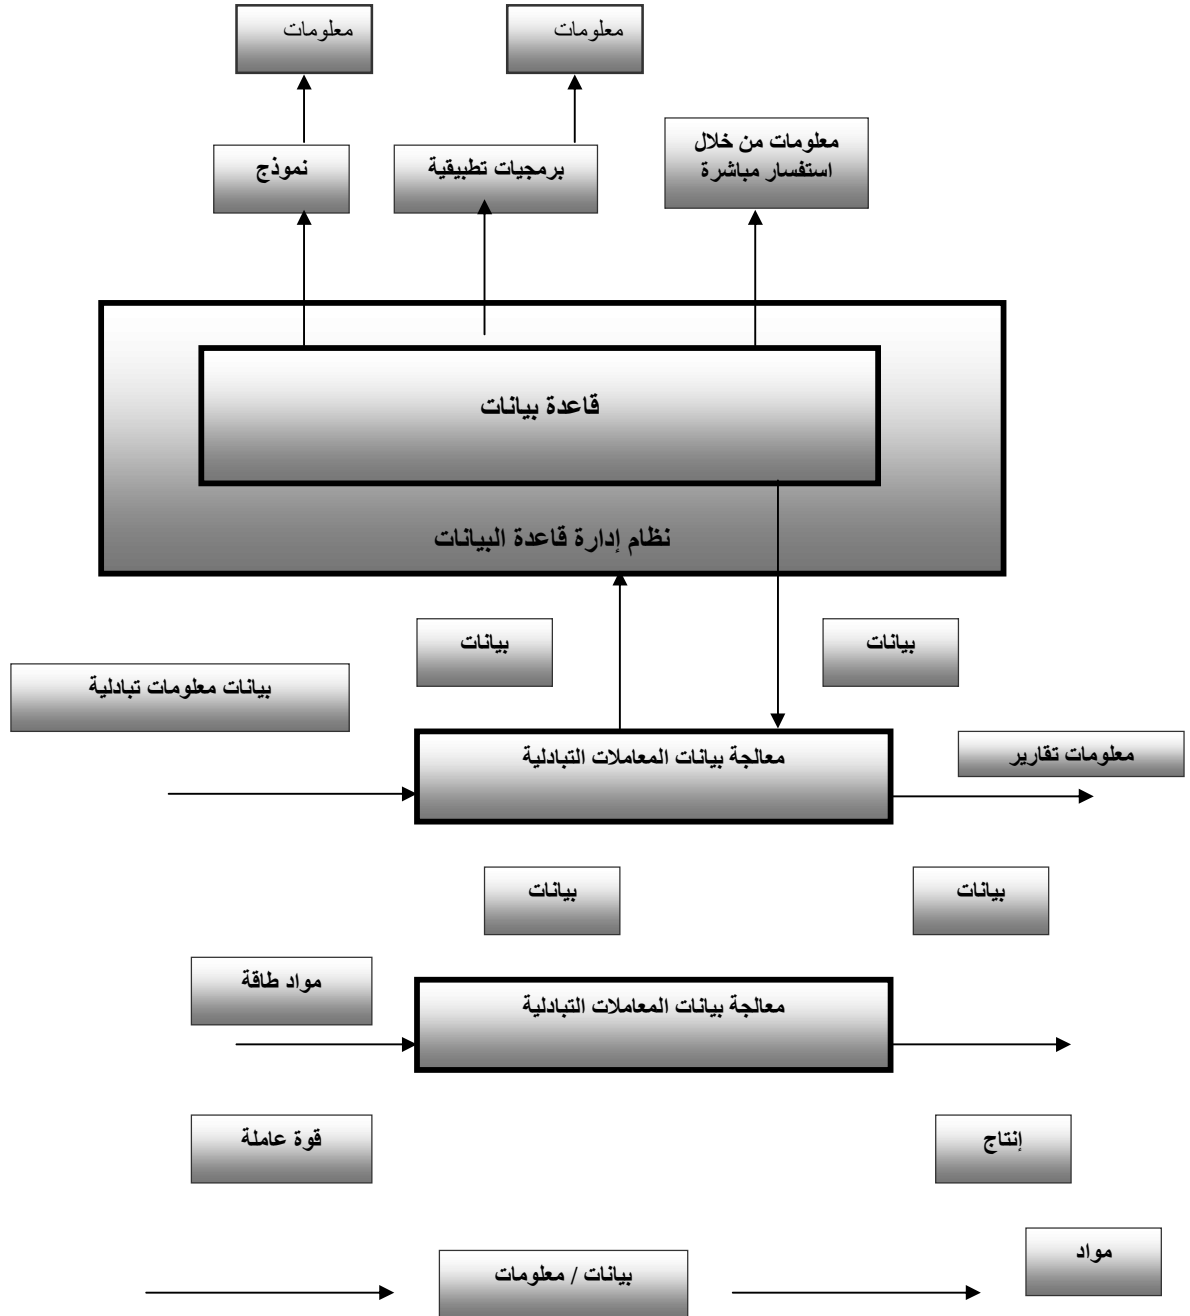 معلومات
معلومات
نموذج
برمجيات تطبيقية
معلومات من خلال
استفسار مباشرة
قاعدة بيانات
نظام إدارة قاعدة البيانات
بيانات
بيانات
بيانات معلومات تبادلية
معالجة بيانات المعاملات التبادلية
معلومات تقارير
بيانات
بيانات
مواد طاقة
معالجة بيانات المعاملات التبادلية
قوة عاملة
إنتاج
مواد
بيانات / معلومات